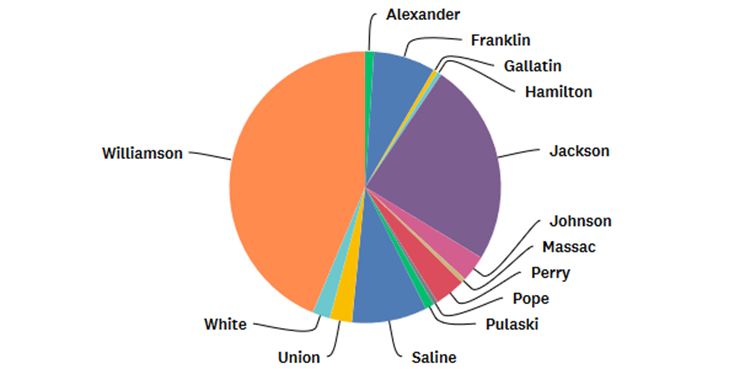 Alexander
Franklin
Gallatin
Hamilton
Jackson
Johnson
Massac
Perry
Pope
Pulaski
Saline
Union
White
Williamson